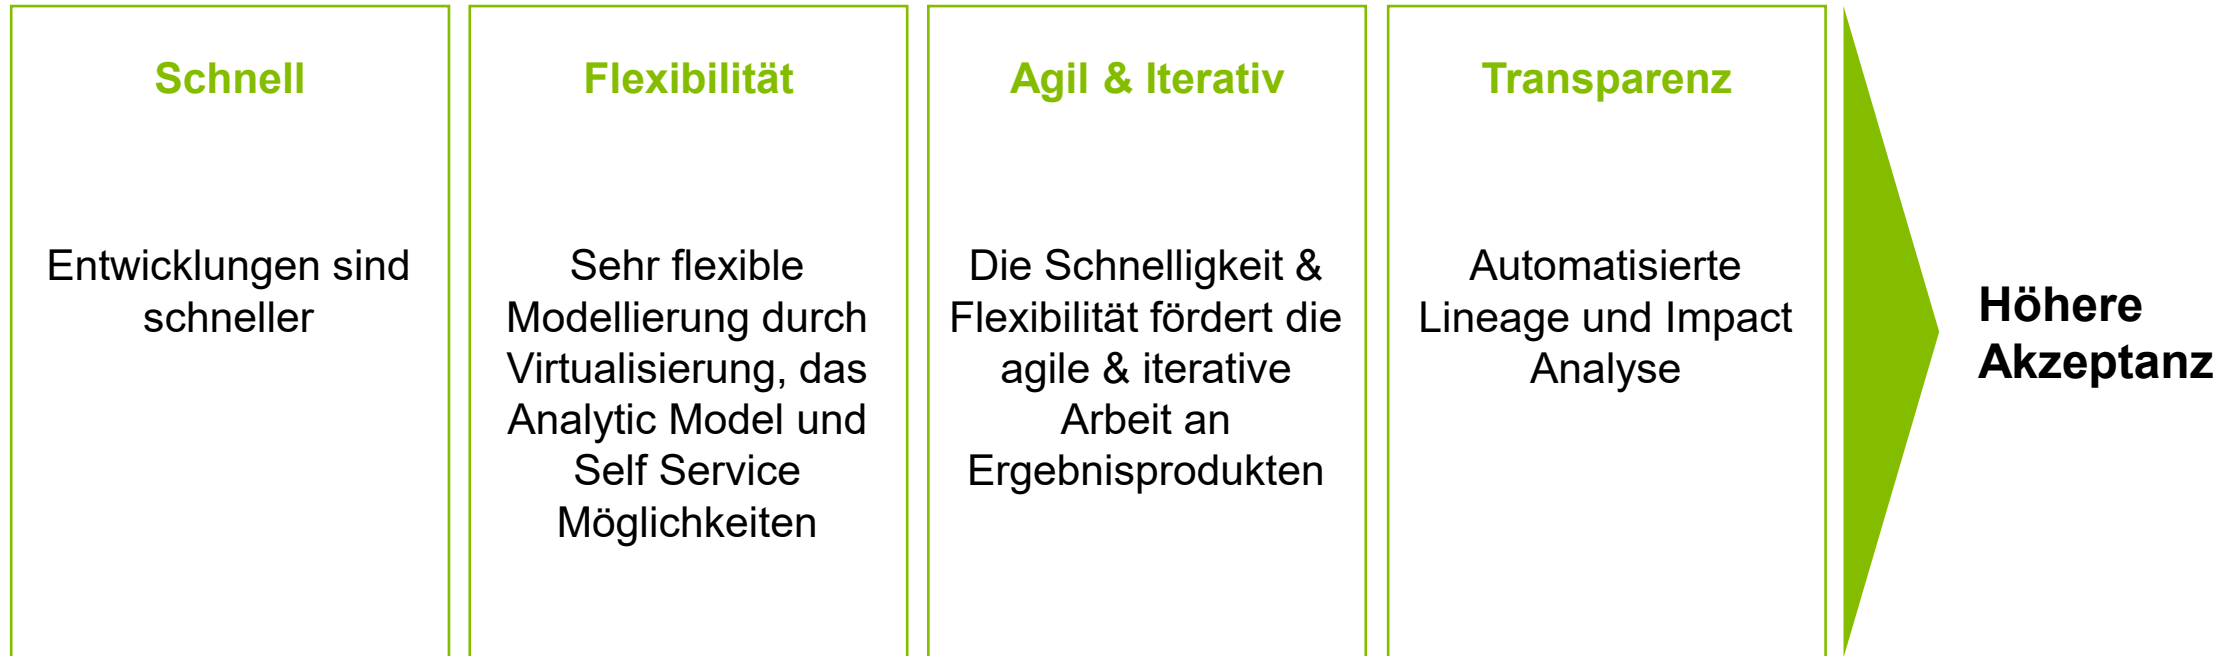 Schnell
Entwicklungen sind
schneller
Flexibilität
Sehr flexible
Modellierung durch
Virtualisierung, das
Analytic Model und
Self Service
Möglichkeiten
Agil & Iterativ
Die Schnelligkeit &
Flexibilität fördert die
agile & iterative
Arbeit an
Ergebnisprodukten
Transparenz
Automatisierte
Lineage und Impact
Analyse
Höhere
Akzeptanz